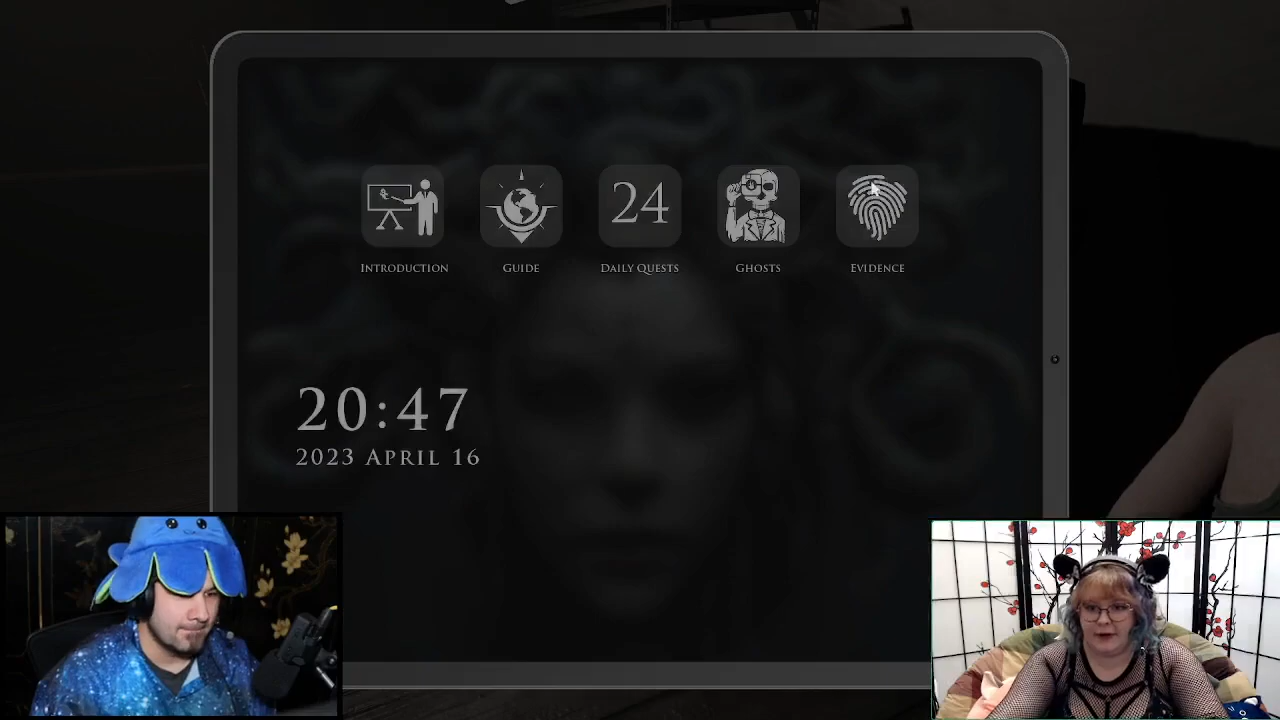 24
INTRODUCTION
GUIDE
DAILY QUESTS
GHOSTS
EVIDENCE
20:47
2023 APRIL 16